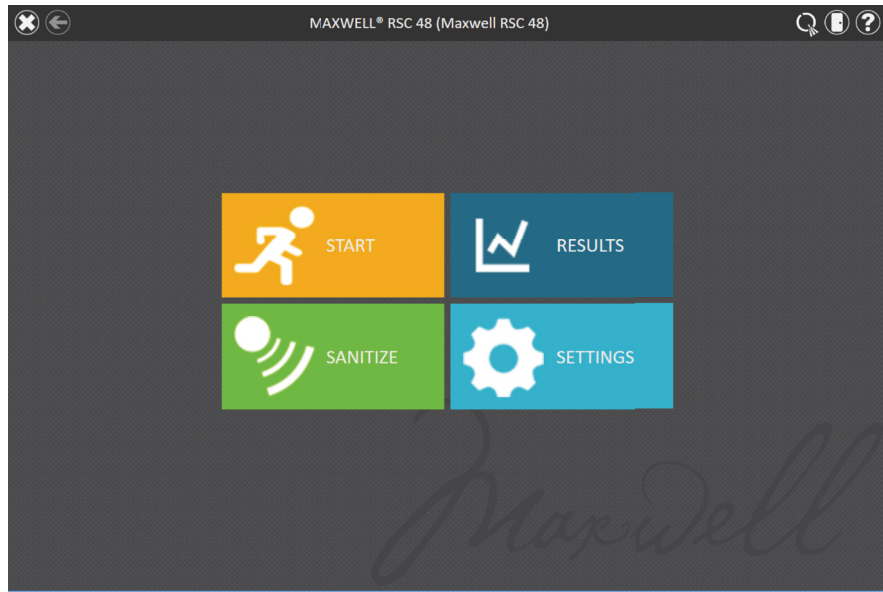 MAXWELL® RSC 48 (Maxwell RSC 48)
?
START
RESULTS
SANITIZE
SETTINGS
Maxwell